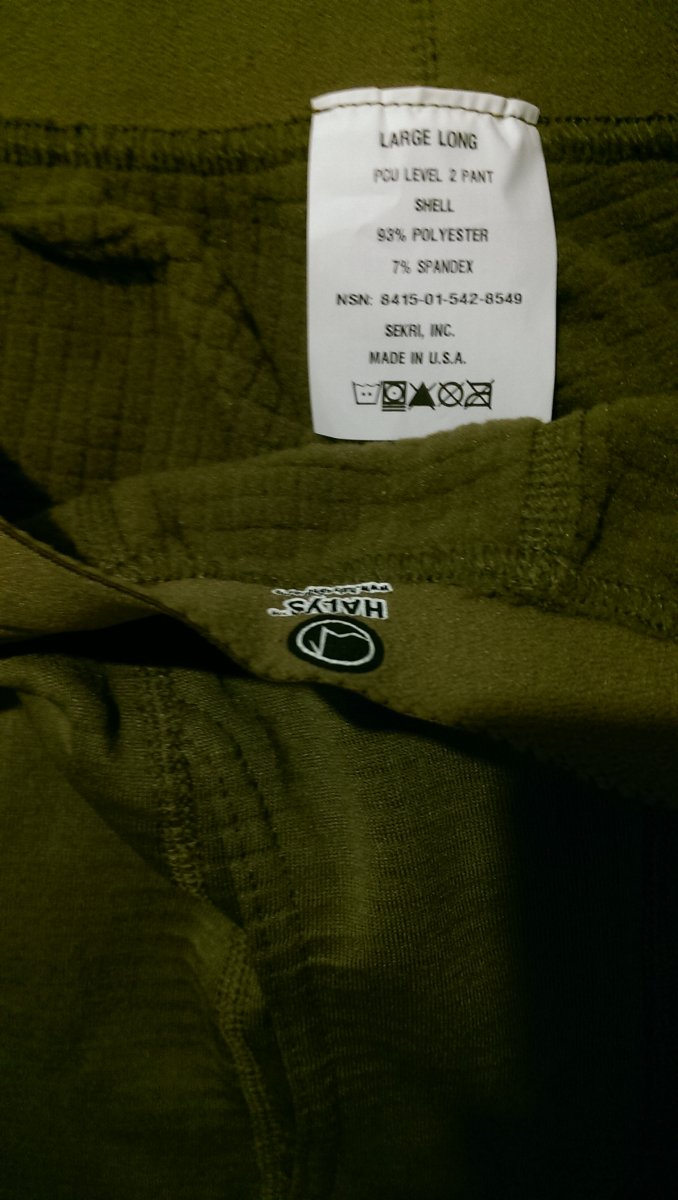 LARGE LONG
PCU LEVEL 2 PANT
SHELL
93% POLYESTER
7% SPANDEX
NSN: 8415-01-542-8549
SEKRI, INC.
MADE IN U.S.A.
HALYS